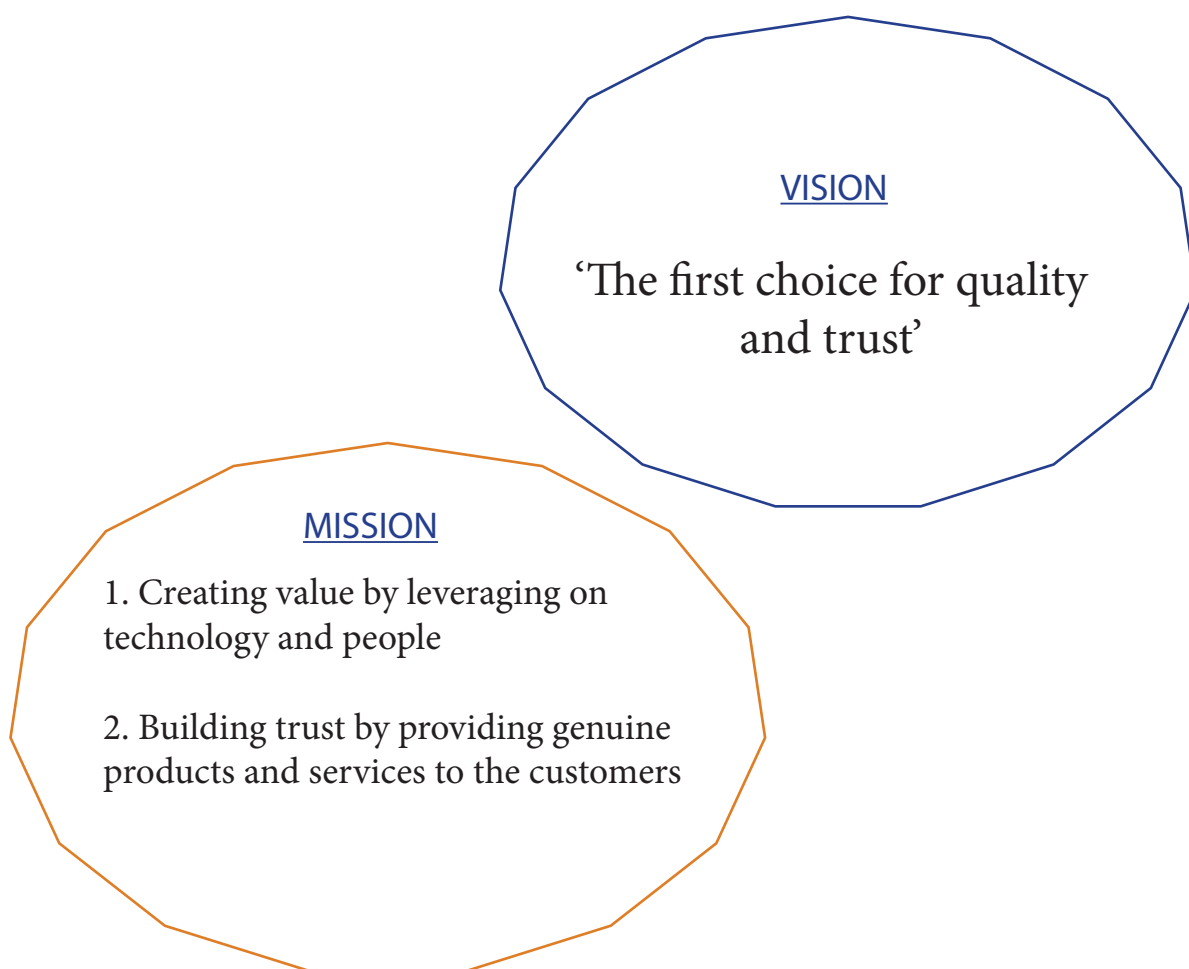 VISION
‘The first choice for quality
and trust’
MISSION
1. Creating value by leveraging on
technology and people
2. Building trust by providing genuine
products and services to the customers